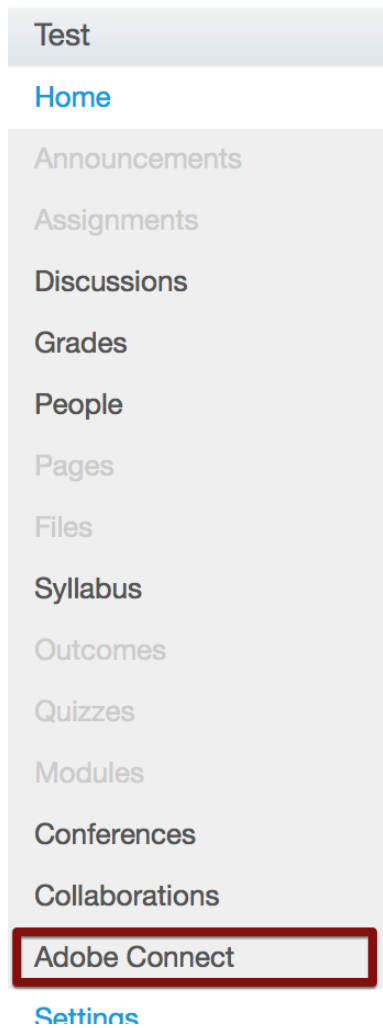 Test
Home
Announcements
Assignments
Discussions
Grades
People
Pages
Files
Syllabus
Outcomes
Quizzes
Modules
Conferences
Collaborations
Adobe Connect
Settings